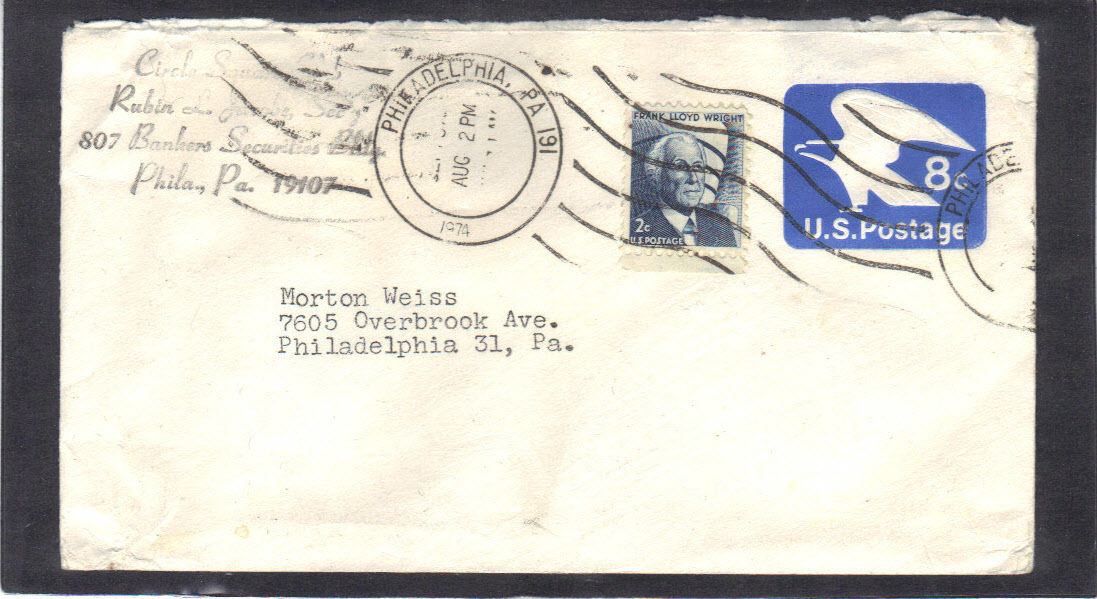 Circle
Rubin
807 Bankers Securities Bldg.
Phila., Pa. 19107
PHILADELPHIA, PA 191
AUG 2 PM
1974
FRANK LLOYD WRIGHT
2c
U.S. POSTAGE
8c
U.S. Postage
PHILADE
Morton Weiss
7605 Overbrook Ave.
Philadelphia 31, Pa.